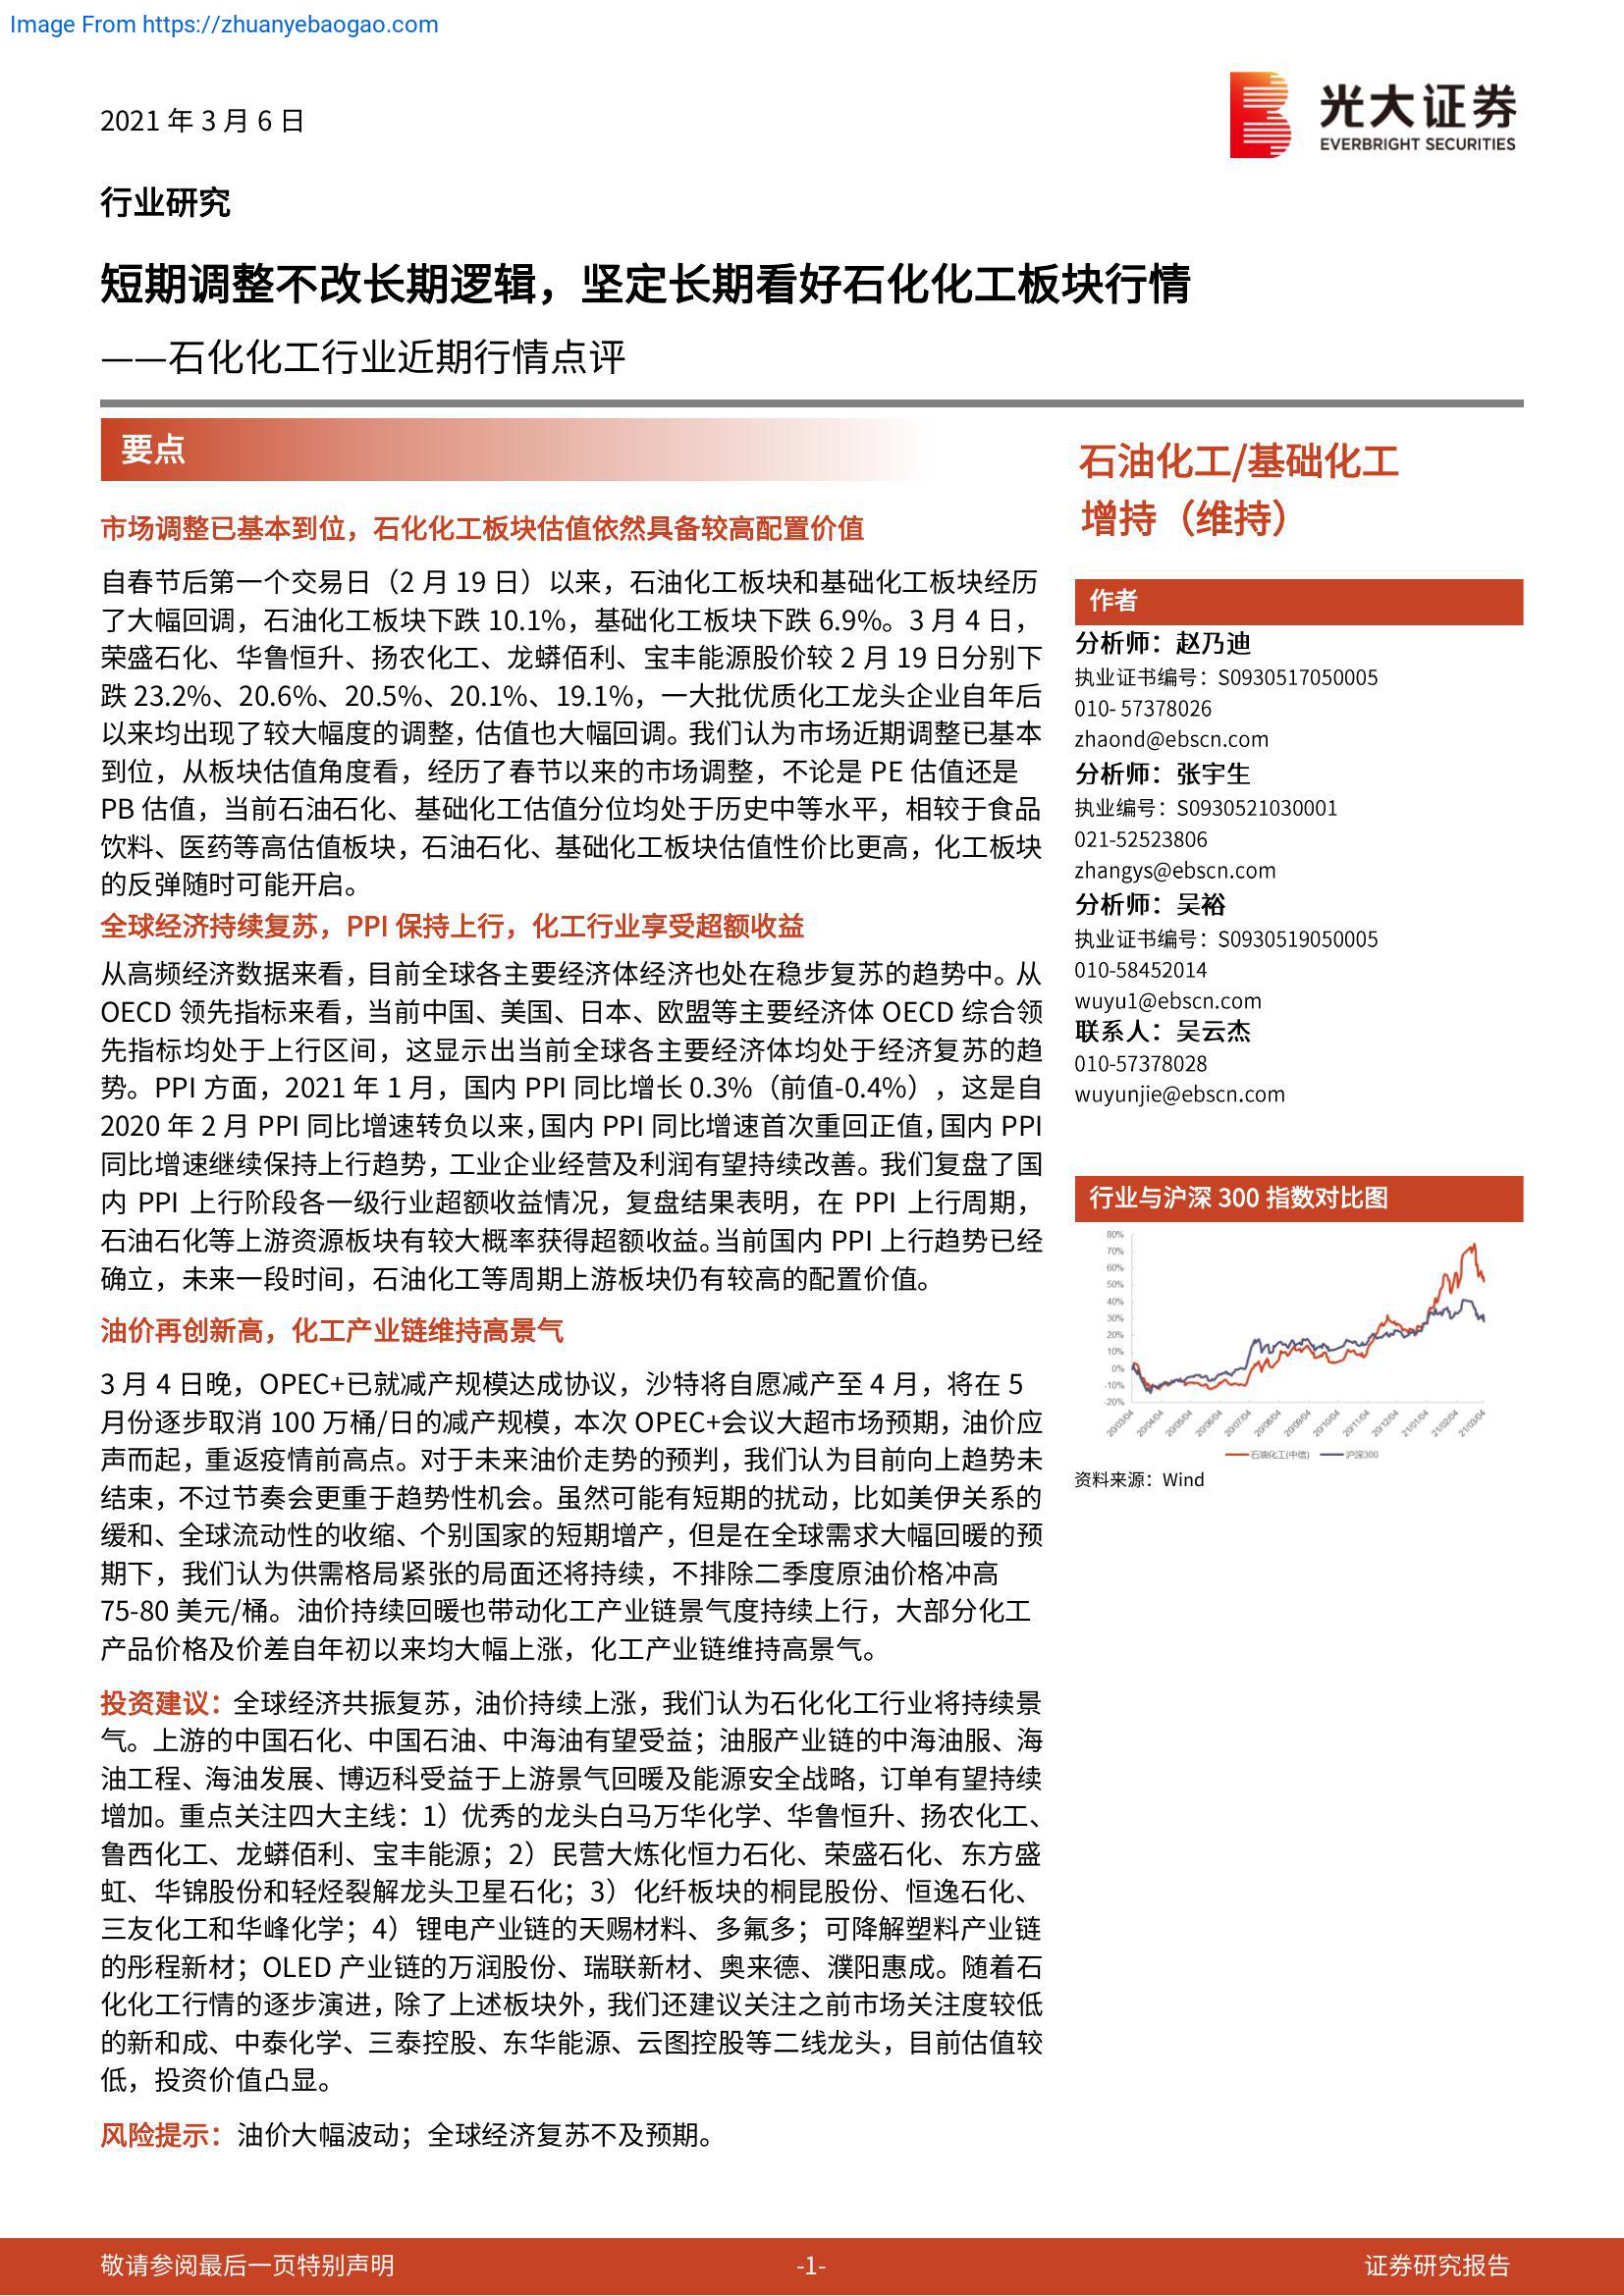 Image From https://zhuanyebaogao.com
2021 年 3 月 6 日
光大证券
EVERBRIGHT SECURITIES
行业研究
短期调整不改长期逻辑，坚定长期看好石化化工板块行情
——石化化工行业近期行情点评
要点
市场调整已基本到位，石化化工板块估值依然具备较高配置价值
自春节后第一个交易日（2 月 19 日）以来，石油化工板块和基础化工板块经历
了大幅回调，石油化工板块下跌 10.1%，基础化工板块下跌 6.9%。3 月 4 日，
荣盛石化、华鲁恒升、扬农化工、龙蟒佰利、宝丰能源股价较 2 月 19 日分别下
跌 23.2%、20.6%、20.5%、20.1%、19.1%，一大批优质化工龙头企业自年后
以来均出现了较大幅度的调整，估值也大幅回调。我们认为市场近期调整已基本
到位，从板块估值角度看，经历了春节以来的市场调整，不论是 PE 估值还是
PB 估值，当前石油石化、基础化工估值分位均处于历史中等水平，相较于食品
饮料、医药等高估值板块，石油石化、基础化工板块估值性价比更高，化工板块
的反弹随时可能开启。
全球经济持续复苏，PPI 保持上行，化工行业享受超额收益
从高频经济数据来看，目前全球各主要经济体经济也处在稳步复苏的趋势中。从
OECD 领先指标来看，当前中国、美国、日本、欧盟等主要经济体 OECD 综合领
先指标均处于上行区间，这显示出当前全球各主要经济体均处于经济复苏的趋
势。PPI 方面，2021 年 1 月，国内 PPI 同比增长 0.3%（前值-0.4%），这是自
2020 年 2 月 PPI 同比增速转负以来，国内 PPI 同比增速首次重回正值，国内 PPI
同比增速继续保持上行趋势，工业企业经营及利润有望持续改善。我们复盘了国
内 PPI 上行阶段各一级行业超额收益情况，复盘结果表明，在 PPI 上行周期，
石油石化等上游资源板块有较大概率获得超额收益。当前国内 PPI 上行趋势已经
确立，未来一段时间，石油化工等周期上游板块仍有较高的配置价值。
油价再创新高，化工产业链维持高景气
3 月 4 日晚，OPEC+已就减产规模达成协议，沙特将自愿减产至 4 月，将在 5
月份逐步取消 100 万桶/日的减产规模，本次 OPEC+会议大超市场预期，油价应
声而起，重返疫情前高点。对于未来油价走势的预判，我们认为目前向上趋势未
结束，不过节奏会更重于趋势性机会。虽然可能有短期的扰动，比如美伊关系的
缓和、全球流动性的收缩、个别国家的短期增产，但是在全球需求大幅回暖的预
期下，我们认为供需格局紧张的局面还将持续，不排除二季度原油价格冲高
75-80 美元/桶。油价持续回暖也带动化工产业链景气度持续上行，大部分化工
产品价格及价差自年初以来均大幅上涨，化工产业链维持高景气。
投资建议：全球经济共振复苏，油价持续上涨，我们认为石化化工行业将持续景
气。上游的中国石化、中国石油、中海油有望受益；油服产业链的中海油服、海
油工程、海油发展、博迈科受益于上游景气回暖及能源安全战略，订单有望持续
增加。重点关注四大主线：1）优秀的龙头白马万华化学、华鲁恒升、扬农化工、
鲁西化工、龙蟒佰利、宝丰能源；2）民营大炼化恒力石化、荣盛石化、东方盛
虹、华锦股份和轻烃裂解龙头卫星石化；3）化纤板块的桐昆股份、恒逸石化、
三友化工和华峰化学；4）锂电产业链的天赐材料、多氟多；可降解塑料产业链
的彤程新材；OLED 产业链的万润股份、瑞联新材、奥来德、濮阳惠成。随着石
化化工行情的逐步演进，除了上述板块外，我们还建议关注之前市场关注度较低
的新和成、中泰化学、三泰控股、东华能源、云图控股等二线龙头，目前估值较
低，投资价值凸显。
风险提示：油价大幅波动；全球经济复苏不及预期。
石油化工/基础化工
增持（维持）
作者
分析师：赵乃迪
执业证书编号：S0930517050005
010- 57378026
zhaond@ebscn.com
分析师：张宇生
执业编号：S0930521030001
021-52523806
zhangys@ebscn.com
分析师：吴裕
执业证书编号：S0930519050005
010-58452014
wuyu1@ebscn.com
联系人：吴云杰
010-57378028
wuyunjie@ebscn.com
行业与沪深 300 指数对比图
80%
70%
60%
50%
40%
30%
20%
10%
0%
-10%
-20%
20/03/04 20/04/04 20/05/04 20/06/04 20/07/04 20/08/04 20/09/04 20/10/04 20/11/04 20/12/04 21/01/04 21/02/04 21/03/04
石油化工(中信) 沪深300
资料来源：Wind
敬请参阅最后一页特别声明 -1- 证券研究报告